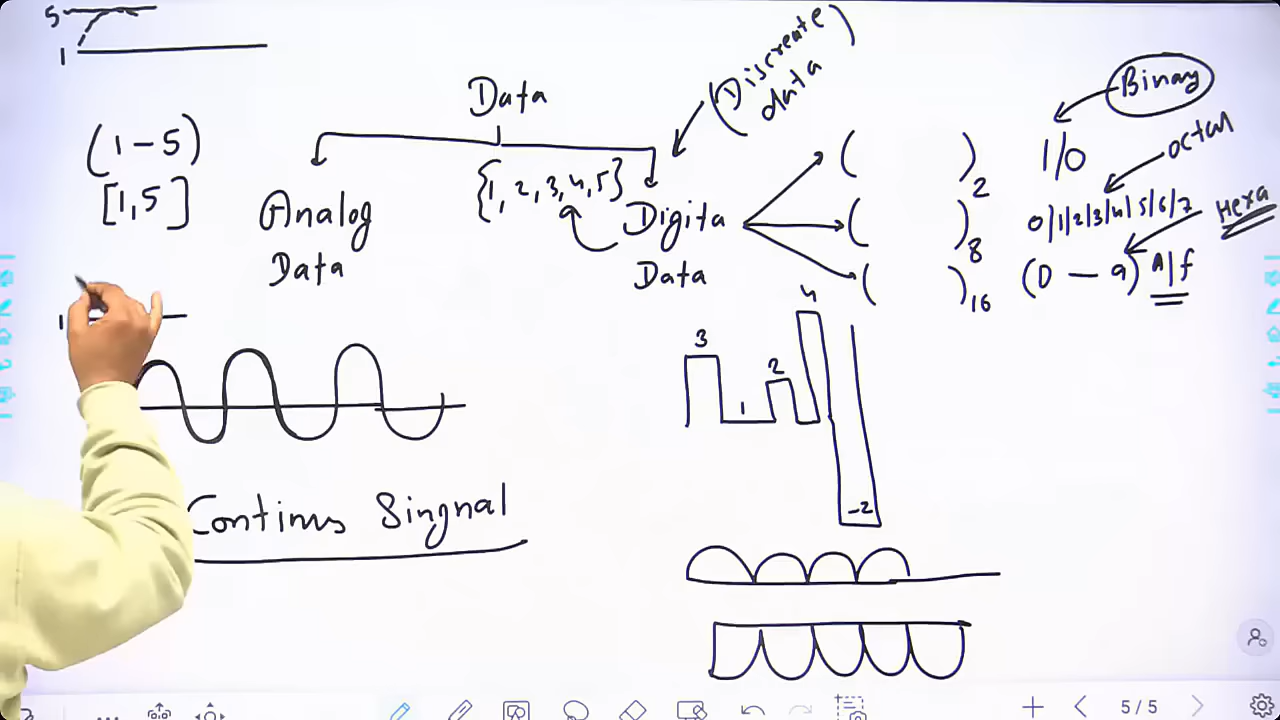 5
1
Data
(Discreate
data)
Binary
(1-5)
[1,5]
{1, 2, 3, 4, 5}
Analog
Data
Digita
Data
( )2
( )8
( )16
1/0
octal
0/1/2/3/4/5/6/7
Hexa
(0 — 9) A/f
1
3
1
2
4
-2
Continus Singnal
5/5